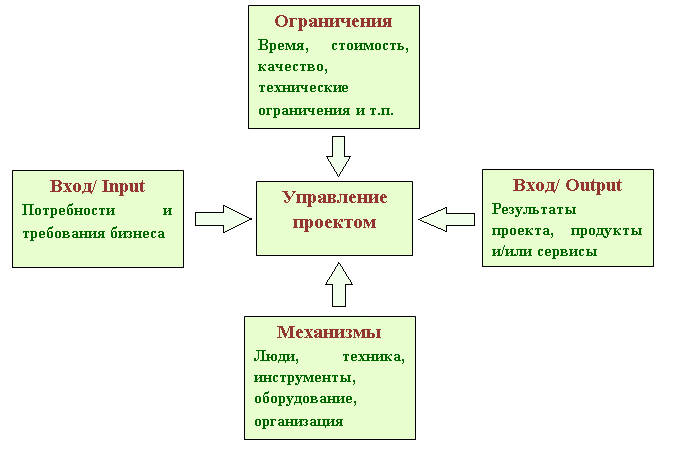 Ограничения
Время, стоимость,
качество,
технические
ограничения и т.п.
Вход/ Input
Потребности и
требования бизнеса
Управление
проектом
Вход/ Output
Результаты
проекта, продукты
и/или сервисы
Механизмы
Люди, техника,
инструменты,
оборудование,
организация